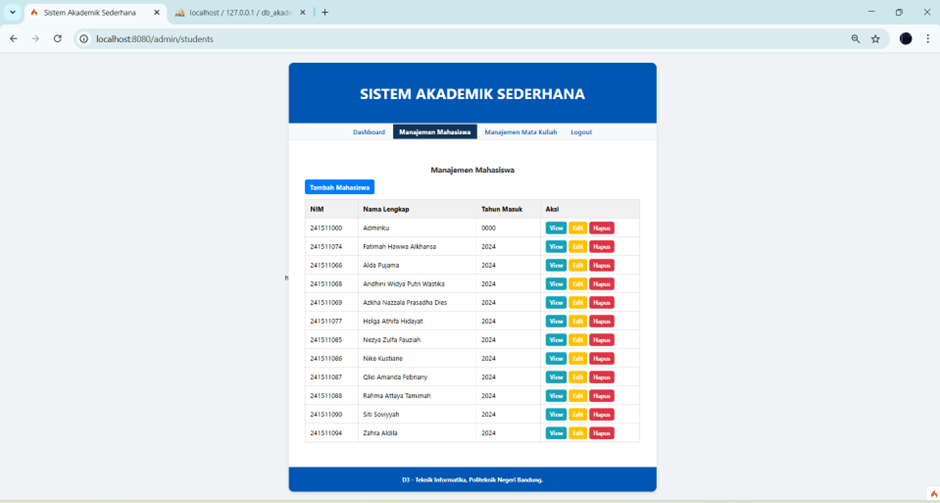 Sistem Akademik Sederhana
localhost / 127.0.0.1 / db_akade
localhost:8080/admin/students
SISTEM AKADEMIK SEDERHANA
Dashboard Manajemen Mahasiswa Manajemen Mata Kuliah Logout
Manajemen Mahasiswa
Tambah Mahasiswa
NIM Nama Lengkap Tahun Masuk Aksi
241511000 Adminku 0000 View Edit Hapus
241511074 Fatimah Hawwa Alkhansa 2024 View Edit Hapus
241511066 Alda Pujama 2024 View Edit Hapus
241511068 Andhini Widya Putri Wastika 2024 View Edit Hapus
241511069 Azkha Nazzala Prasadha Dies 2024 View Edit Hapus
h
241511077 Helga Athifa Hidayat 2024 View Edit Hapus
241511085 Nezya Zulfa Fauziah 2024 View Edit Hapus
241511086 Nike Kustiane 2024 View Edit Hapus
241511087 Qlio Amanda Febriany 2024 View Edit Hapus
241511088 Rahma Attaya Tamimah 2024 View Edit Hapus
241511090 Siti Soviyyah 2024 View Edit Hapus
241511094 Zahra Aldila 2024 View Edit Hapus
D3 - Teknik Informatika, Politeknik Negeri Bandung.